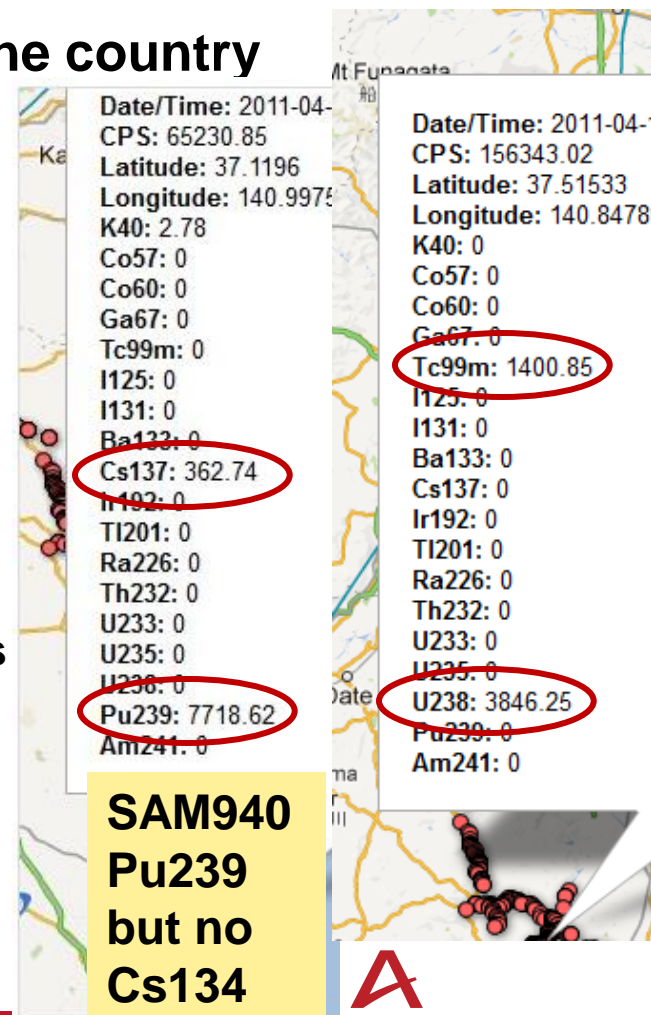 he country
Mt Funagata
船
Ka
Date/Time: 2011-04-
CPS: 65230.85
Latitude: 37.1196
Longitude: 140.9975
K40: 2.78
Co57: 0
Co60: 0
Ga67: 0
Tc99m: 0
I125: 0
I131: 0
Ba133: 0
Cs137: 362.74
Ir192: 0
Tl201: 0
Ra226: 0
Th232: 0
U233: 0
U235: 0
U238: 0
Pu239: 7718.62
Am241: 0
s
SAM940
Pu239
but no
Cs134
Date/Time: 2011-04-1
CPS: 156343.02
Latitude: 37.51533
Longitude: 140.8478
K40: 0
Co57: 0
Co60: 0
Ga67: 0
Tc99m: 1400.85
I125: 0
I131: 0
Ba133: 0
Cs137: 0
Ir192: 0
Tl201: 0
Ra226: 0
Th232: 0
U233: 0
U235: 0
U238: 3846.25
Pu239: 0
Am241: 0
Date
ma